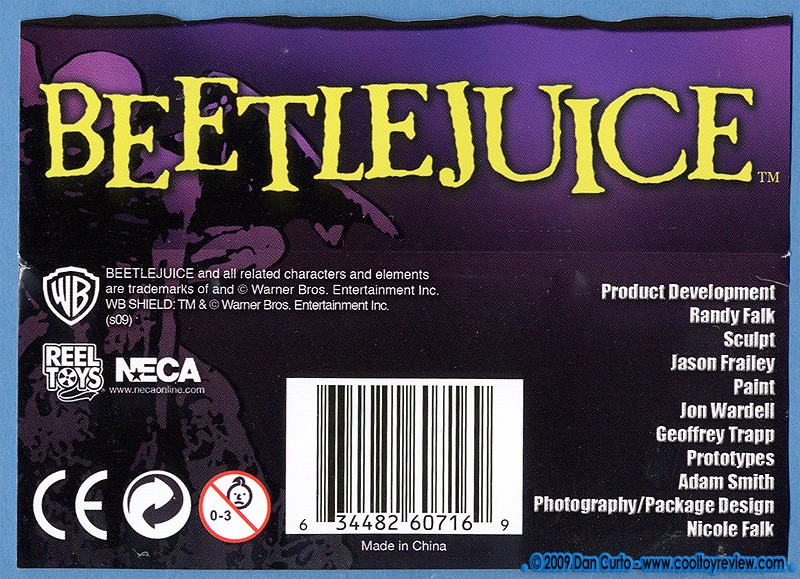 BEETLEJUICE™
BEETLEJUICE and all related characters and elements
are trademarks of and © Warner Bros. Entertainment Inc.
WB SHIELD: TM & © Warner Bros. Entertainment Inc.
(s09)
WB
REEL
TOYS
NECA
www.necaonline.com
CE
0-3
6 34482 60716 9
Made in China
Product Development
Randy Falk
Sculpt
Jason Frailey
Paint
Jon Wardell
Geoffrey Trapp
Prototypes
Adam Smith
Photography/Package Design
Nicole Falk
© 2009 Dan Curto - www.cooltoyreview.com